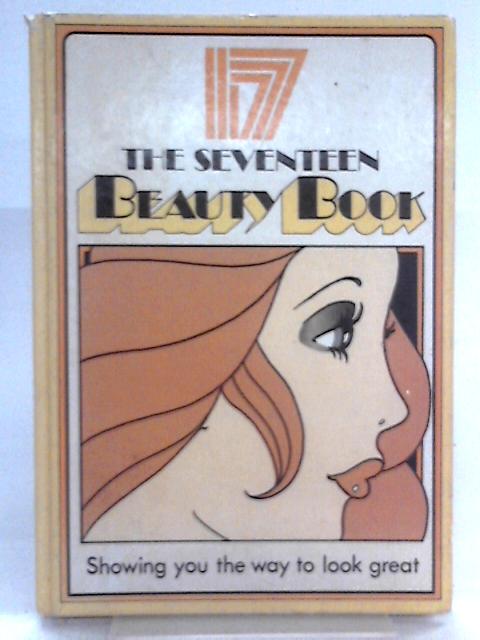 17
THE SEVENTEEN
BEAUTY BOOK
Showing you the way to look great